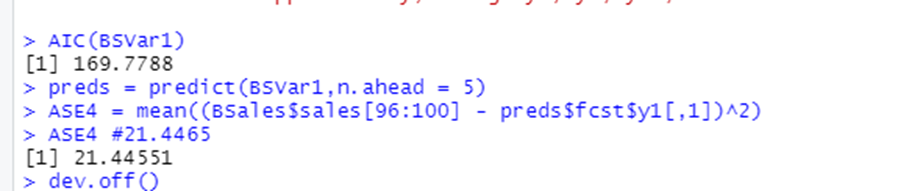 > AIC(BSVar1)
[1] 169.7788
> preds = predict(BSVar1,n.ahead = 5)
> ASE4 = mean((BSales$sales[96:100] - preds$fcst$y1[,1])^2)
> ASE4 #21.4465
[1] 21.44551
> dev.off()